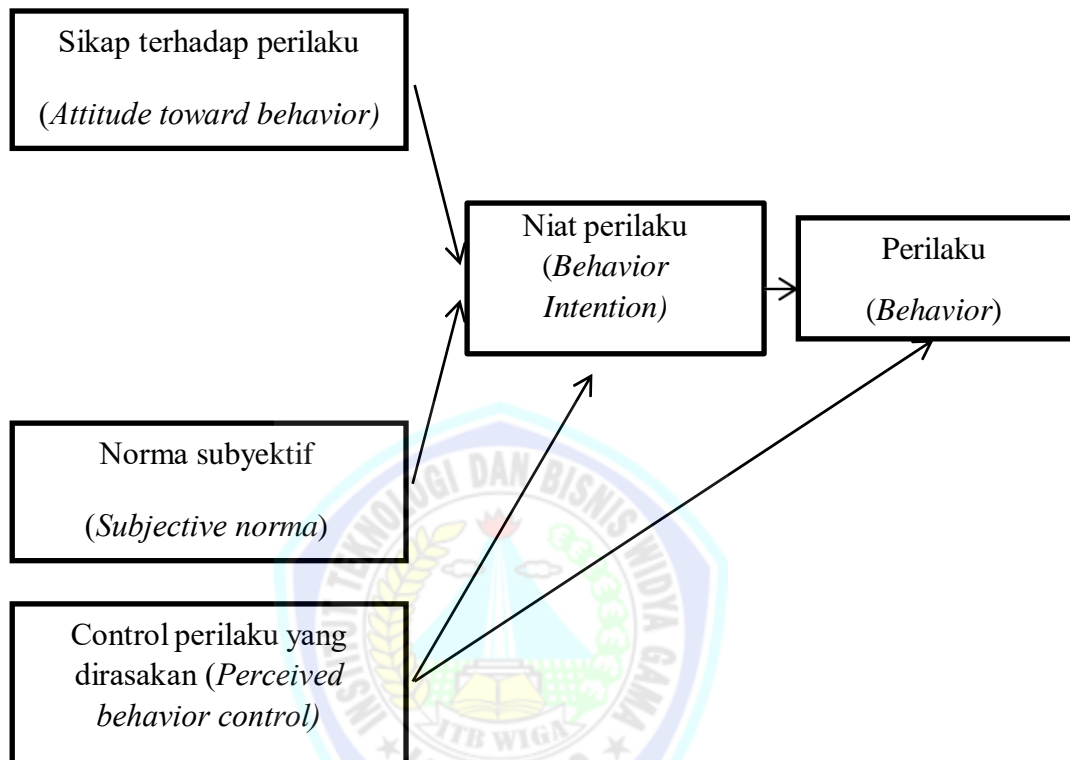 Sikap terhadap perilaku
(Attitude toward behavior)
Niat perilaku
(Behavior
Intention)
Perilaku
(Behavior)
Norma subyektif
(Subjective norma)
Control perilaku yang
dirasakan (Perceived
behavior control)
INSTITUT TEKNOLOGI DAN BISNIS WIDYA GAMA
ITB WIGA